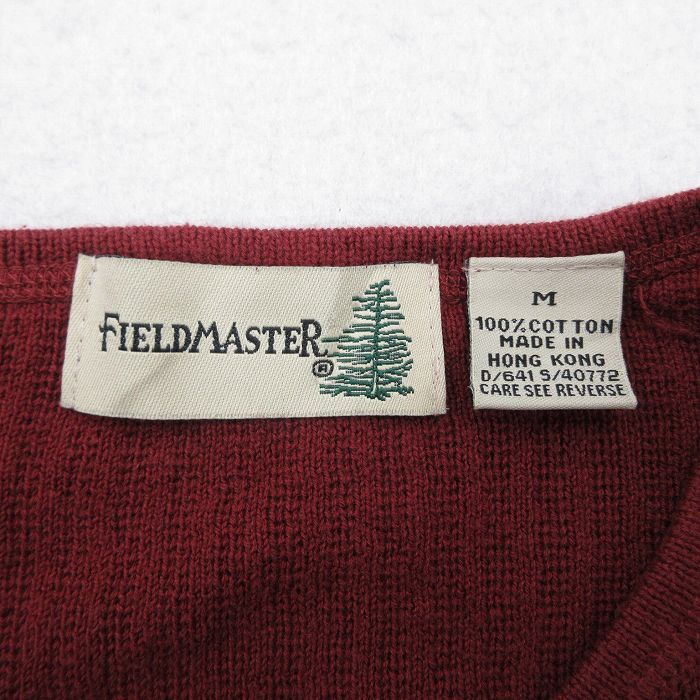 FIELDMASTER
®
M
100% COTTON
MADE IN
HONG KONG
D/641 S/40772
CARE SEE REVERSE